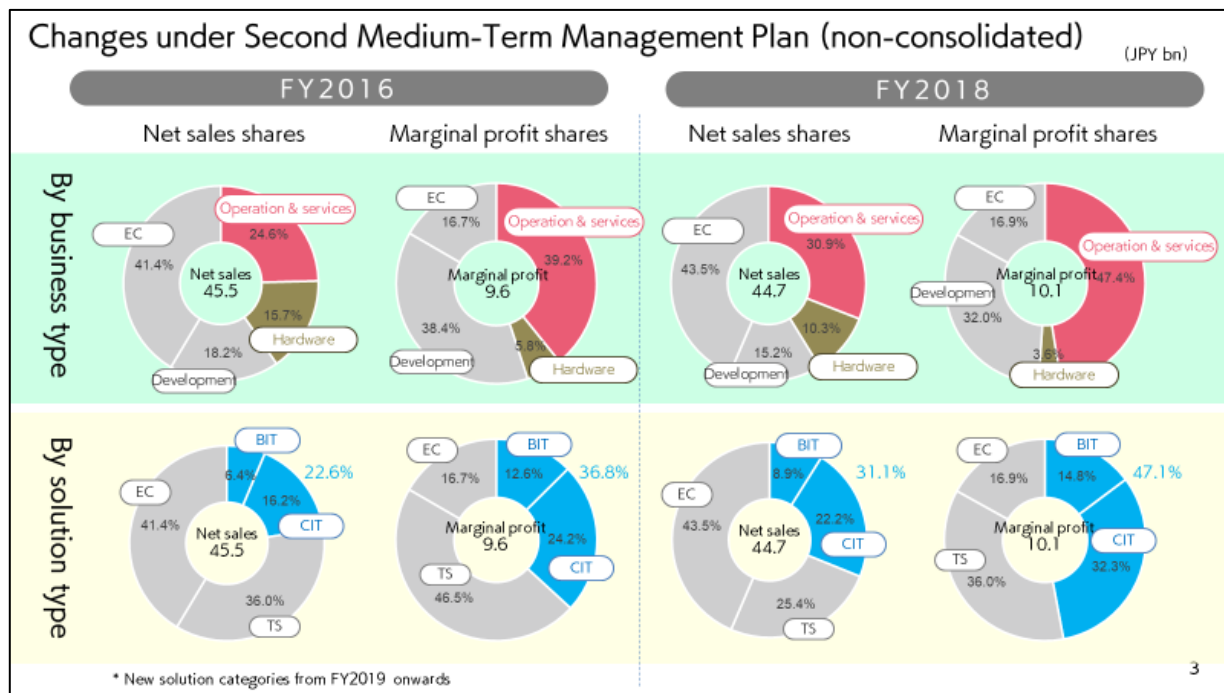 Changes under Second Medium-Term Management Plan (non-consolidated)
(JPY bn)
FY2016
FY2018
Net sales shares
Marginal profit shares
Net sales shares
Marginal profit shares
By business type
EC
41.4%
Operation & services
24.6%
Net sales
45.5
15.7%
Hardware
18.2%
Development
EC
16.7%
Operation & services
39.2%
Marginal profit
9.6
38.4%
Development
5.8%
Hardware
EC
43.5%
Operation & services
30.9%
Net sales
44.7
10.3%
Hardware
15.2%
Development
EC
16.9%
Operation & services
47.4%
Marginal profit
10.1
Development
32.0%
3.6%
Hardware
By solution type
BIT
6.4%
22.6%
EC
41.4%
16.2%
CIT
Net sales
45.5
36.0%
TS
EC
16.7%
BIT
12.6%
36.8%
Marginal profit
9.6
24.2%
CIT
TS
46.5%
BIT
8.9%
31.1%
EC
43.5%
22.2%
CIT
Net sales
44.7
25.4%
TS
EC
16.9%
BIT
14.8%
47.1%
Marginal profit
10.1
CIT
32.3%
TS
36.0%
* New solution categories from FY2019 onwards
3